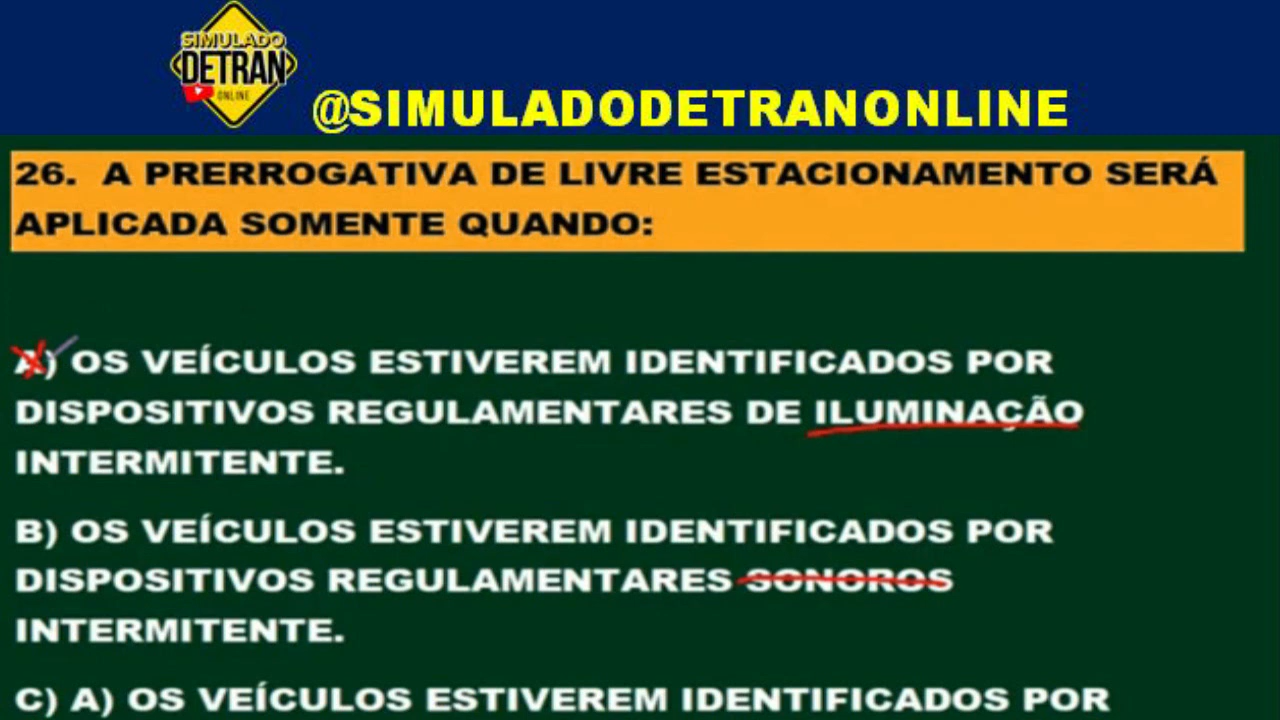 SIMULADO
DETRAN
ONLINE
@SIMULADODETRANONLINE
26. A PRERROGATIVA DE LIVRE ESTACIONAMENTO SERÁ
APLICADA SOMENTE QUANDO:
A) OS VEÍCULOS ESTIVEREM IDENTIFICADOS POR
DISPOSITIVOS REGULAMENTARES DE ILUMINAÇÃO
INTERMITENTE.
B) OS VEÍCULOS ESTIVEREM IDENTIFICADOS POR
DISPOSITIVOS REGULAMENTARES SONOROS
INTERMITENTE.
C) A) OS VEÍCULOS ESTIVEREM IDENTIFICADOS POR